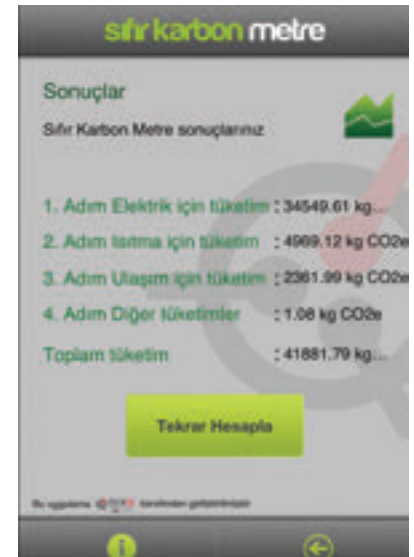 sıfır karbon metre
Sonuçlar
Sıfır Karbon Metre sonuçlarınız
1. Adım Elektrik için tüketim : 34549.61 kg...
2. Adım Isıtma için tüketim : 4969.12 kg CO2e
3. Adım Ulaşım için tüketim : 2361.99 kg CO2e
4. Adım Diğer tüketimler : 1.08 kg CO2e
Toplam tüketim : 41881.79 kg...
Tekrar Hesapla
Bu uygulama tarafından geliştirilmiştir